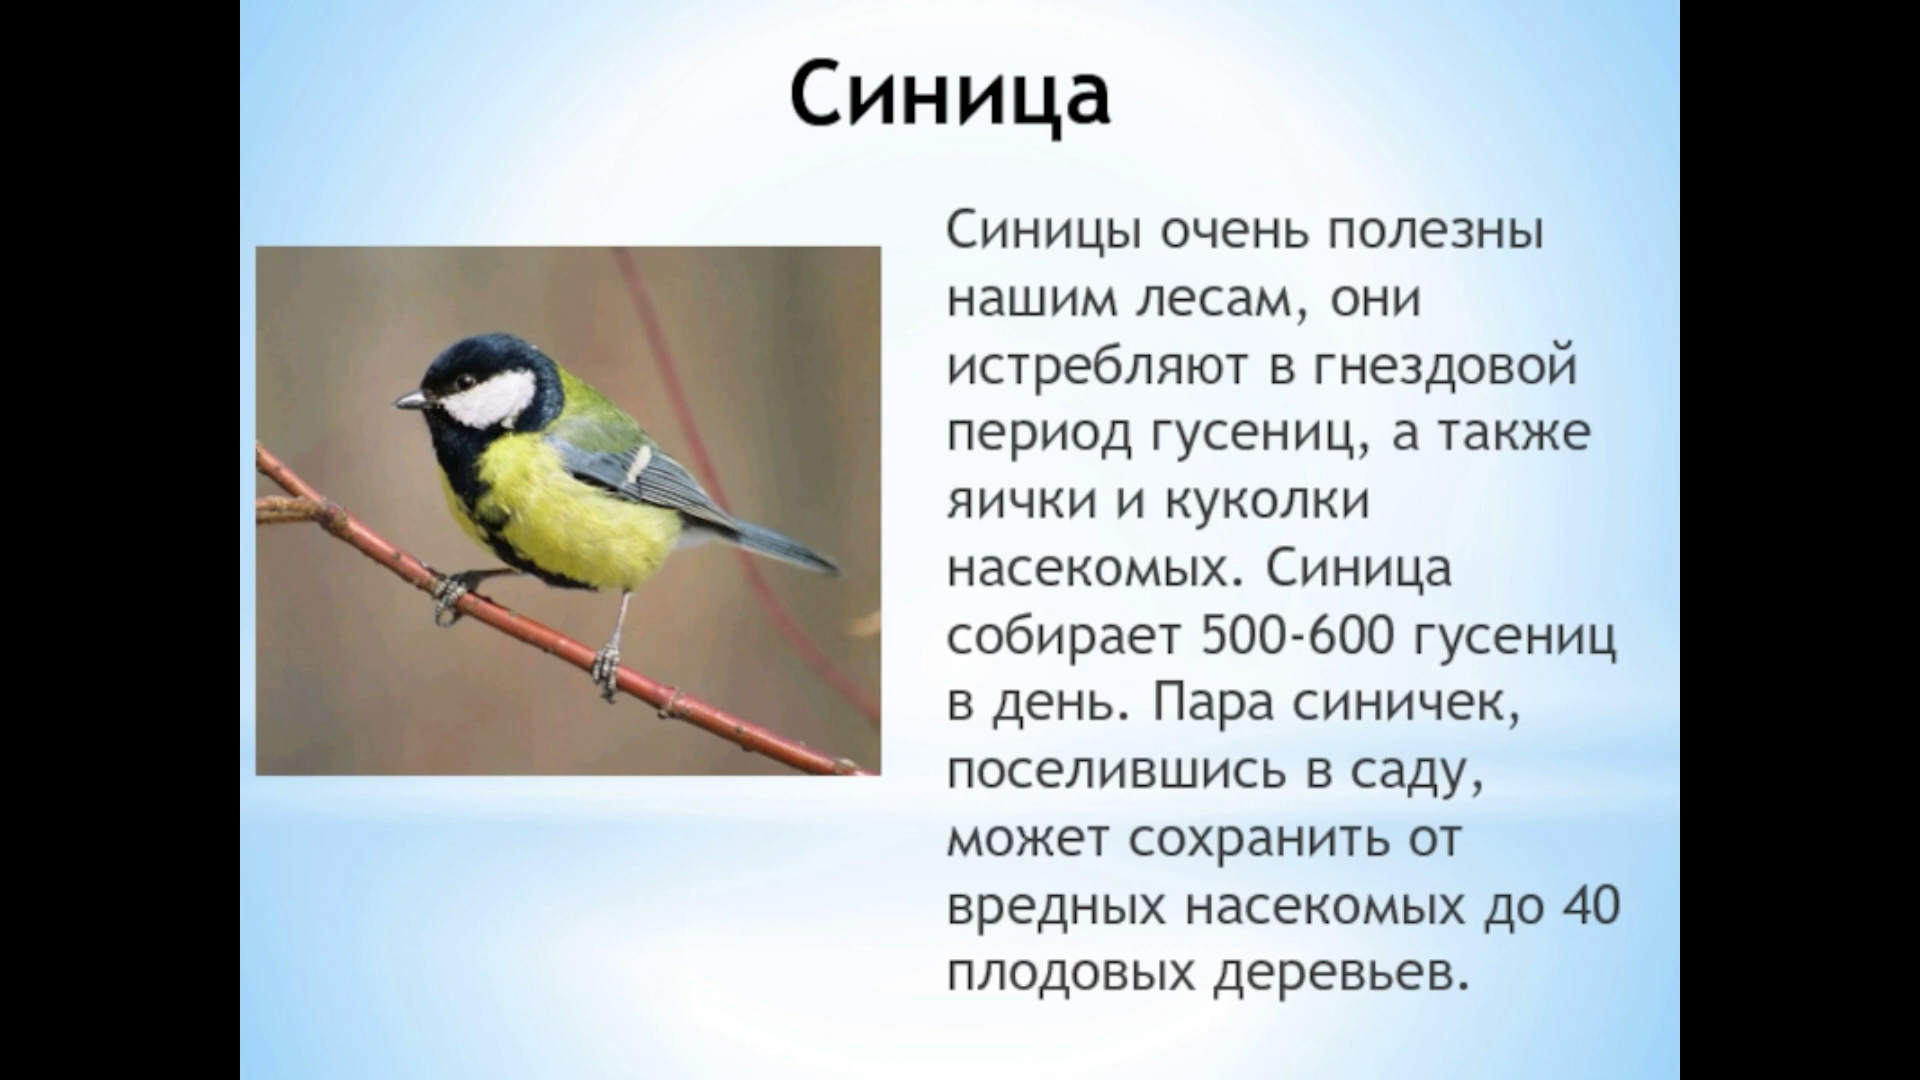 Синица
Синицы очень полезны
нашим лесам, они
истребляют в гнездовой
период гусениц, а также
яички и куколки
насекомых. Синица
собирает 500-600 гусениц
в день. Пара синичек,
поселившись в саду,
может сохранить от
вредных насекомых до 40
плодовых деревьев.